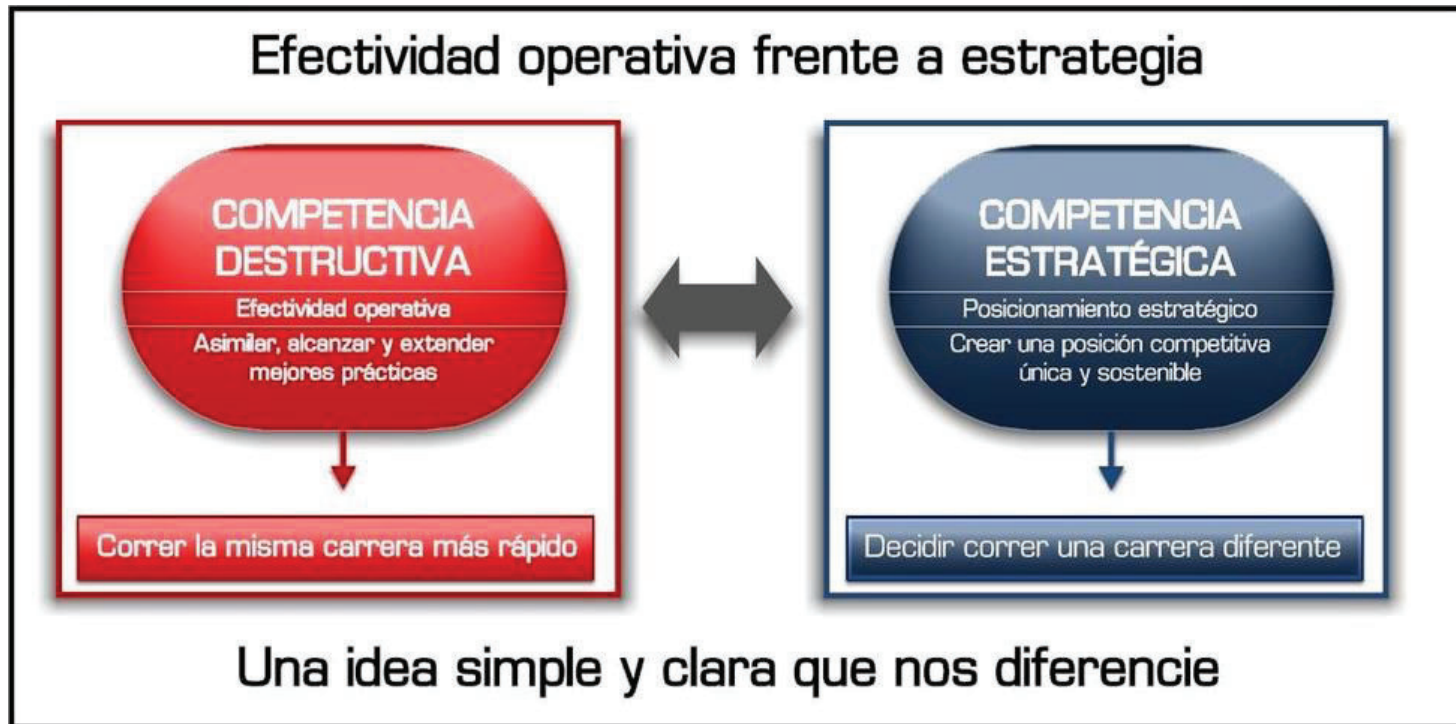 Efectividad operativa frente a estrategia
COMPETENCIA
DESTRUCTIVA
Efectividad operativa
Asimilar, alcanzar y extender
mejores prácticas
Correr la misma carrera más rápido
COMPETENCIA
ESTRATÉGICA
Posicionamiento estratégico
Crear una posición competitiva
única y sostenible
Decidir correr una carrera diferente
Una idea simple y clara que nos diferencie